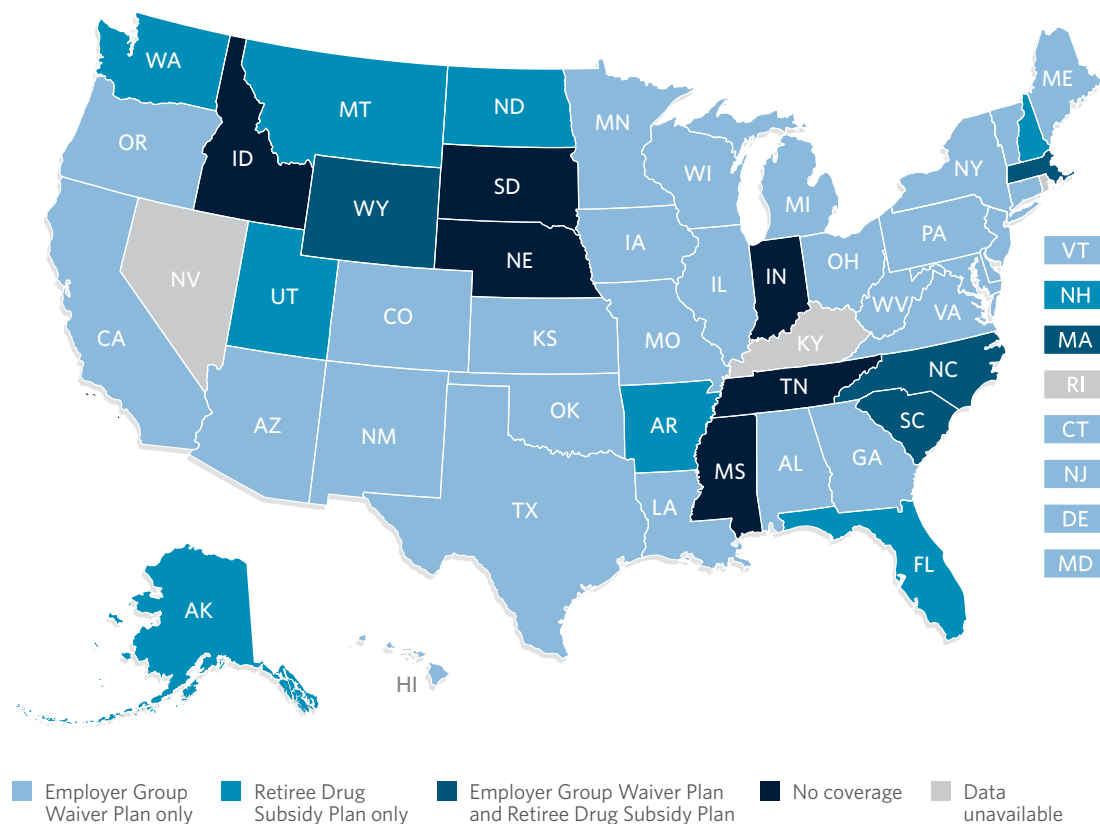 WA
MT
ND
MN
ME
OR
ID
SD
WI
NY
WY
MI
IA
PA
NE
NV
IL
IN
OH
UT
CO
WV
VA
CA
KS
MO
KY
NC
TN
AZ
NM
OK
AR
SC
MS
AL
GA
TX
LA
FL
AK
HI
VT
NH
MA
RI
CT
NJ
DE
MD
Employer Group
Waiver Plan only
Retiree Drug
Subsidy Plan only
Employer Group Waiver Plan
and Retiree Drug Subsidy Plan
No coverage
Data
unavailable